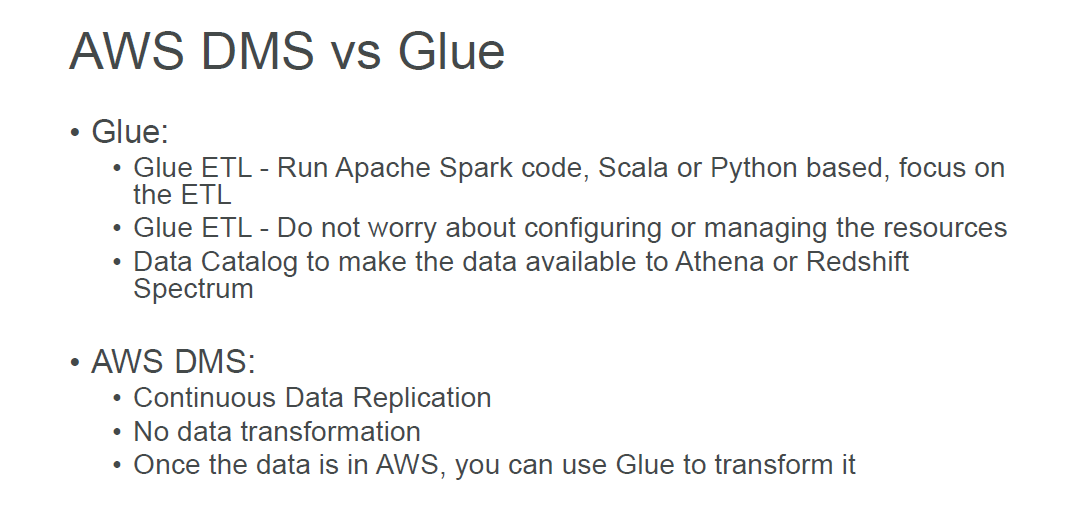 AWS DMS vs Glue
• Glue:
• Glue ETL - Run Apache Spark code, Scala or Python based, focus on
the ETL
• Glue ETL - Do not worry about configuring or managing the resources
• Data Catalog to make the data available to Athena or Redshift
Spectrum
• AWS DMS:
• Continuous Data Replication
• No data transformation
• Once the data is in AWS, you can use Glue to transform it